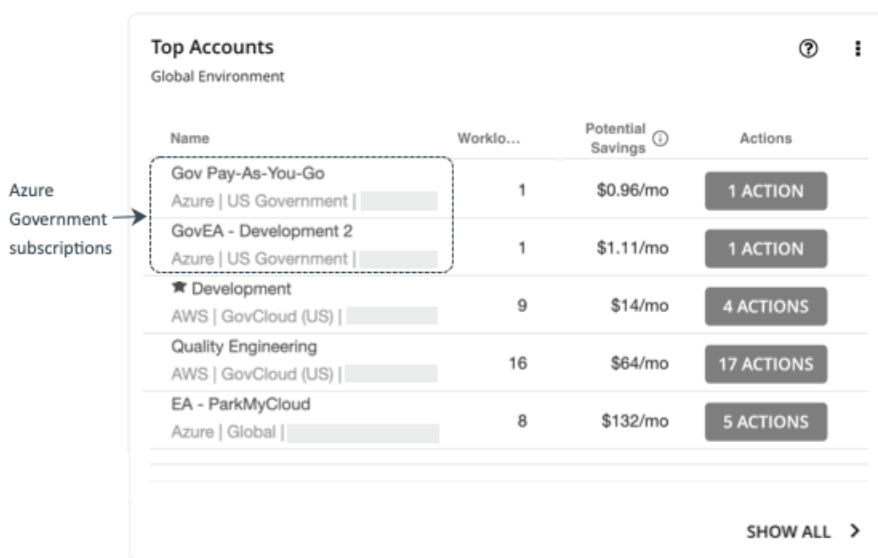 Top Accounts
Global Environment
Name Worklo... Potential Savings Actions
Azure Government subscriptions
Gov Pay-As-You-Go
Azure | US Government |
1 $0.96/mo 1 ACTION
GovEA - Development 2
Azure | US Government |
1 $1.11/mo 1 ACTION
Development
AWS | GovCloud (US) |
9 $14/mo 4 ACTIONS
Quality Engineering
AWS | GovCloud (US) |
16 $64/mo 17 ACTIONS
EA - ParkMyCloud
Azure | Global |
8 $132/mo 5 ACTIONS
SHOW ALL